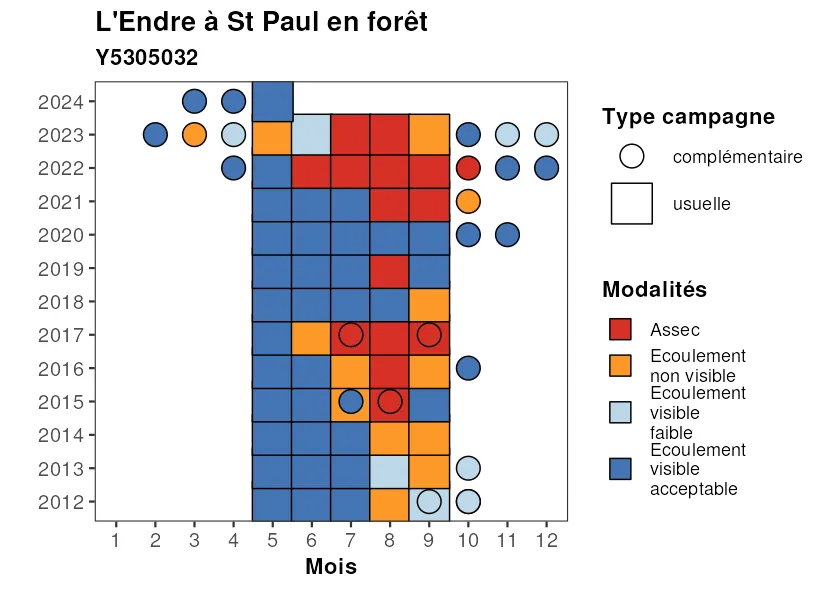 L'Endre à St Paul en forêt
Y5305032
2024
2023
2022
2021
2020
2019
2018
2017
2016
2015
2014
2013
2012
1 2 3 4 5 6 7 8 9 10 11 12
Mois
Type campagne
complémentaire
usuelle
Modalités
Assec
Ecoulement
non visible
Ecoulement
visible
faible
Ecoulement
visible
acceptable